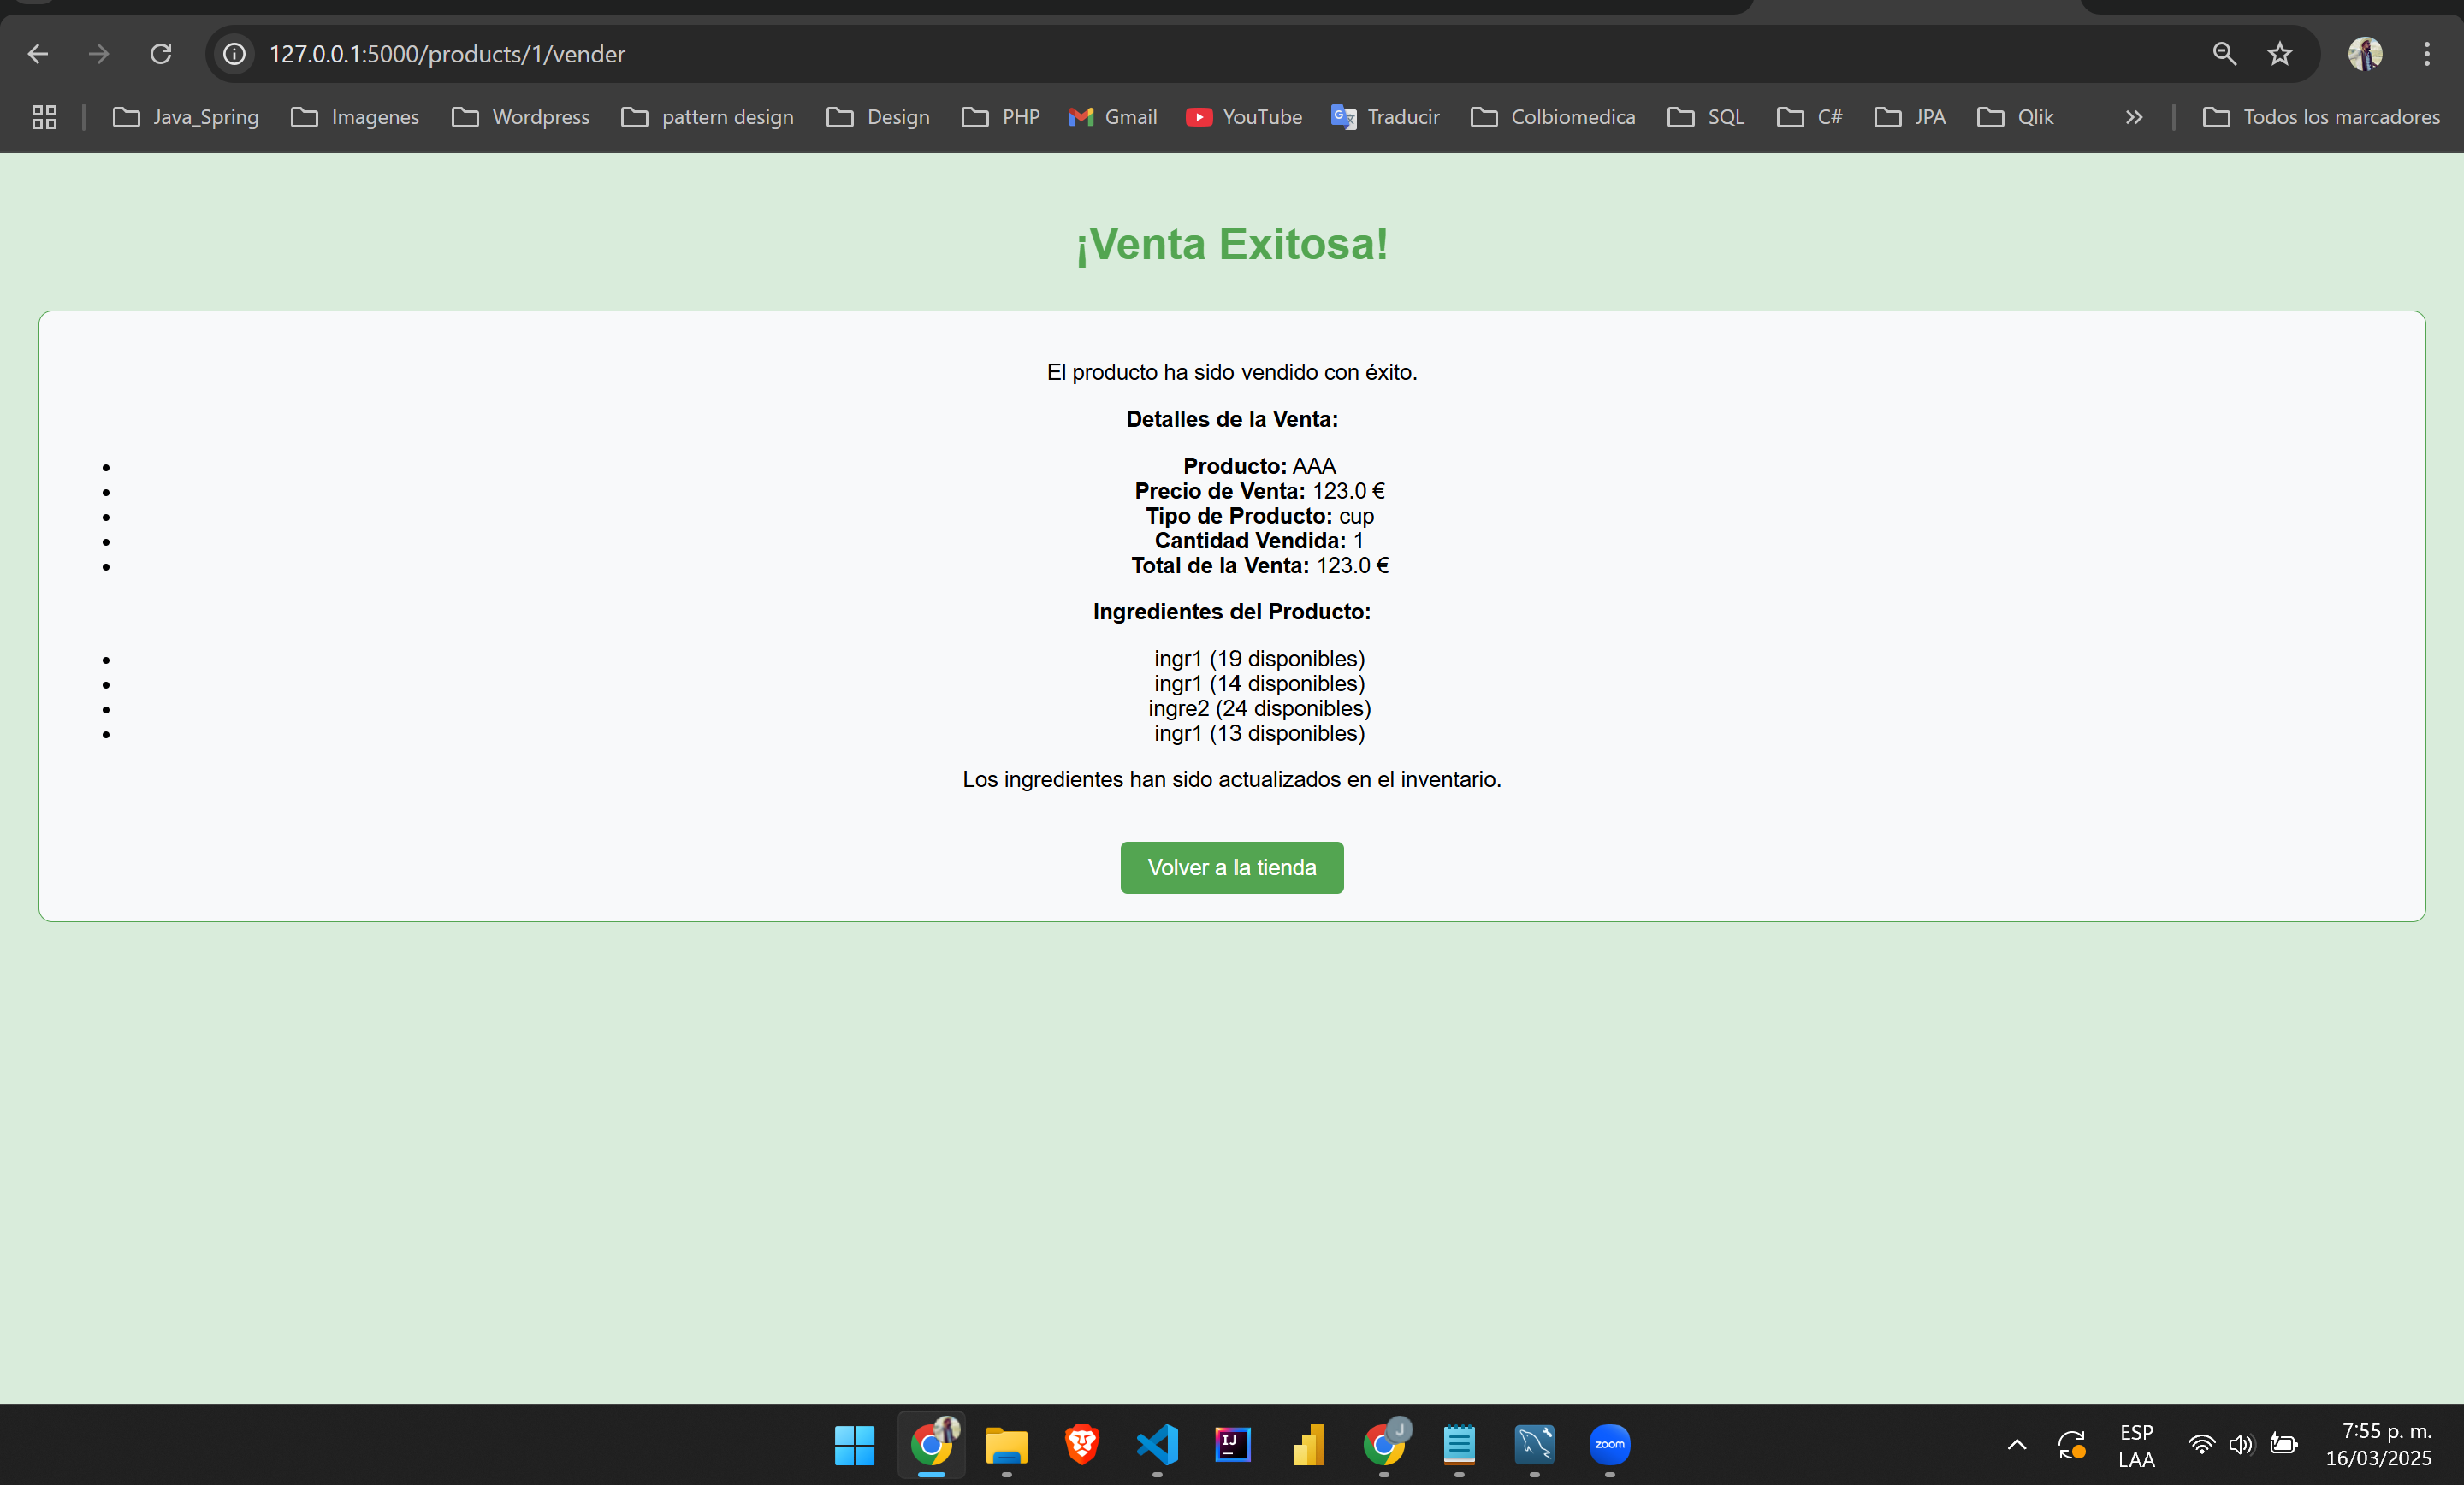 127.0.0.1:5000/products/1/vender
Java_Spring Imagenes Wordpress pattern design Design PHP Gmail YouTube Traducir Colbiomedica SQL C# JPA Qlik Todos los marcadores
¡Venta Exitosa!
El producto ha sido vendido con éxito.
Detalles de la Venta:
Producto: AAA
Precio de Venta: 123.0 €
Tipo de Producto: cup
Cantidad Vendida: 1
Total de la Venta: 123.0 €
Ingredientes del Producto:
ingr1 (19 disponibles)
ingr1 (14 disponibles)
ingre2 (24 disponibles)
ingr1 (13 disponibles)
Los ingredientes han sido actualizados en el inventario.
Volver a la tienda
IJ
J
zoom
ESP
LAA
7:55 p. m.
16/03/2025